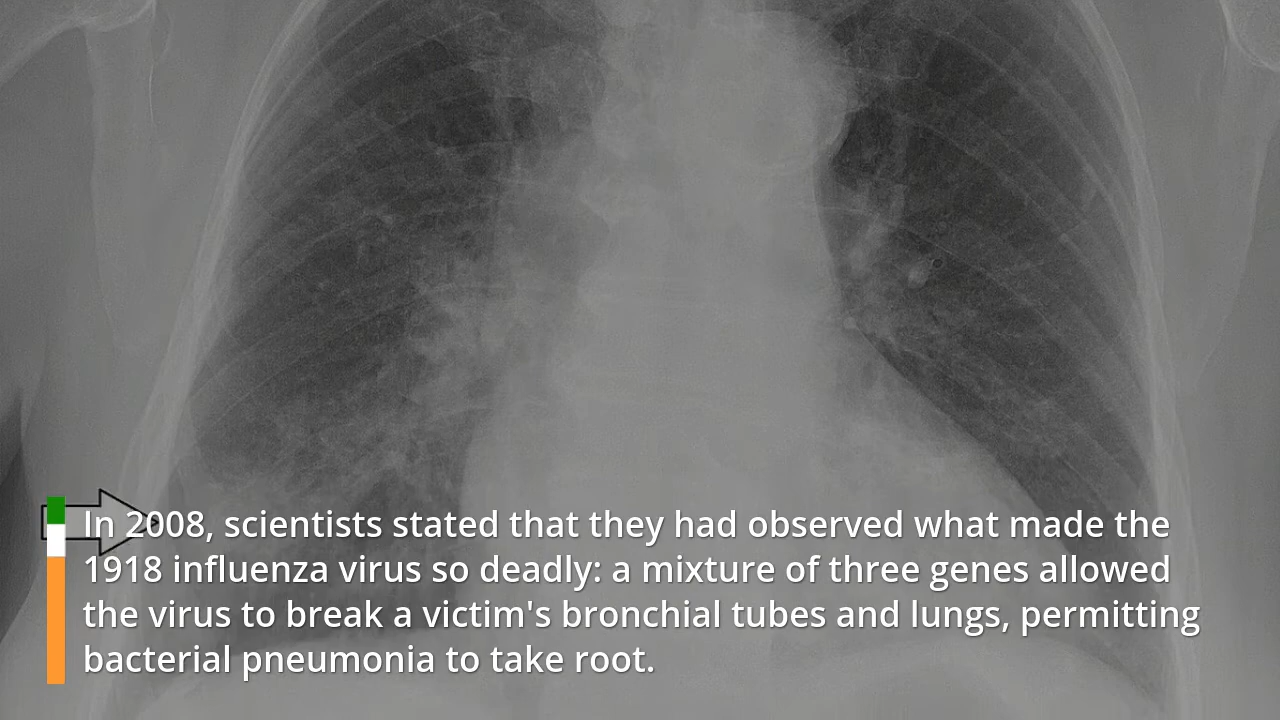 In 2008, scientists stated that they had observed what made the
1918 influenza virus so deadly: a mixture of three genes allowed
the virus to break a victim's bronchial tubes and lungs, permitting
bacterial pneumonia to take root.